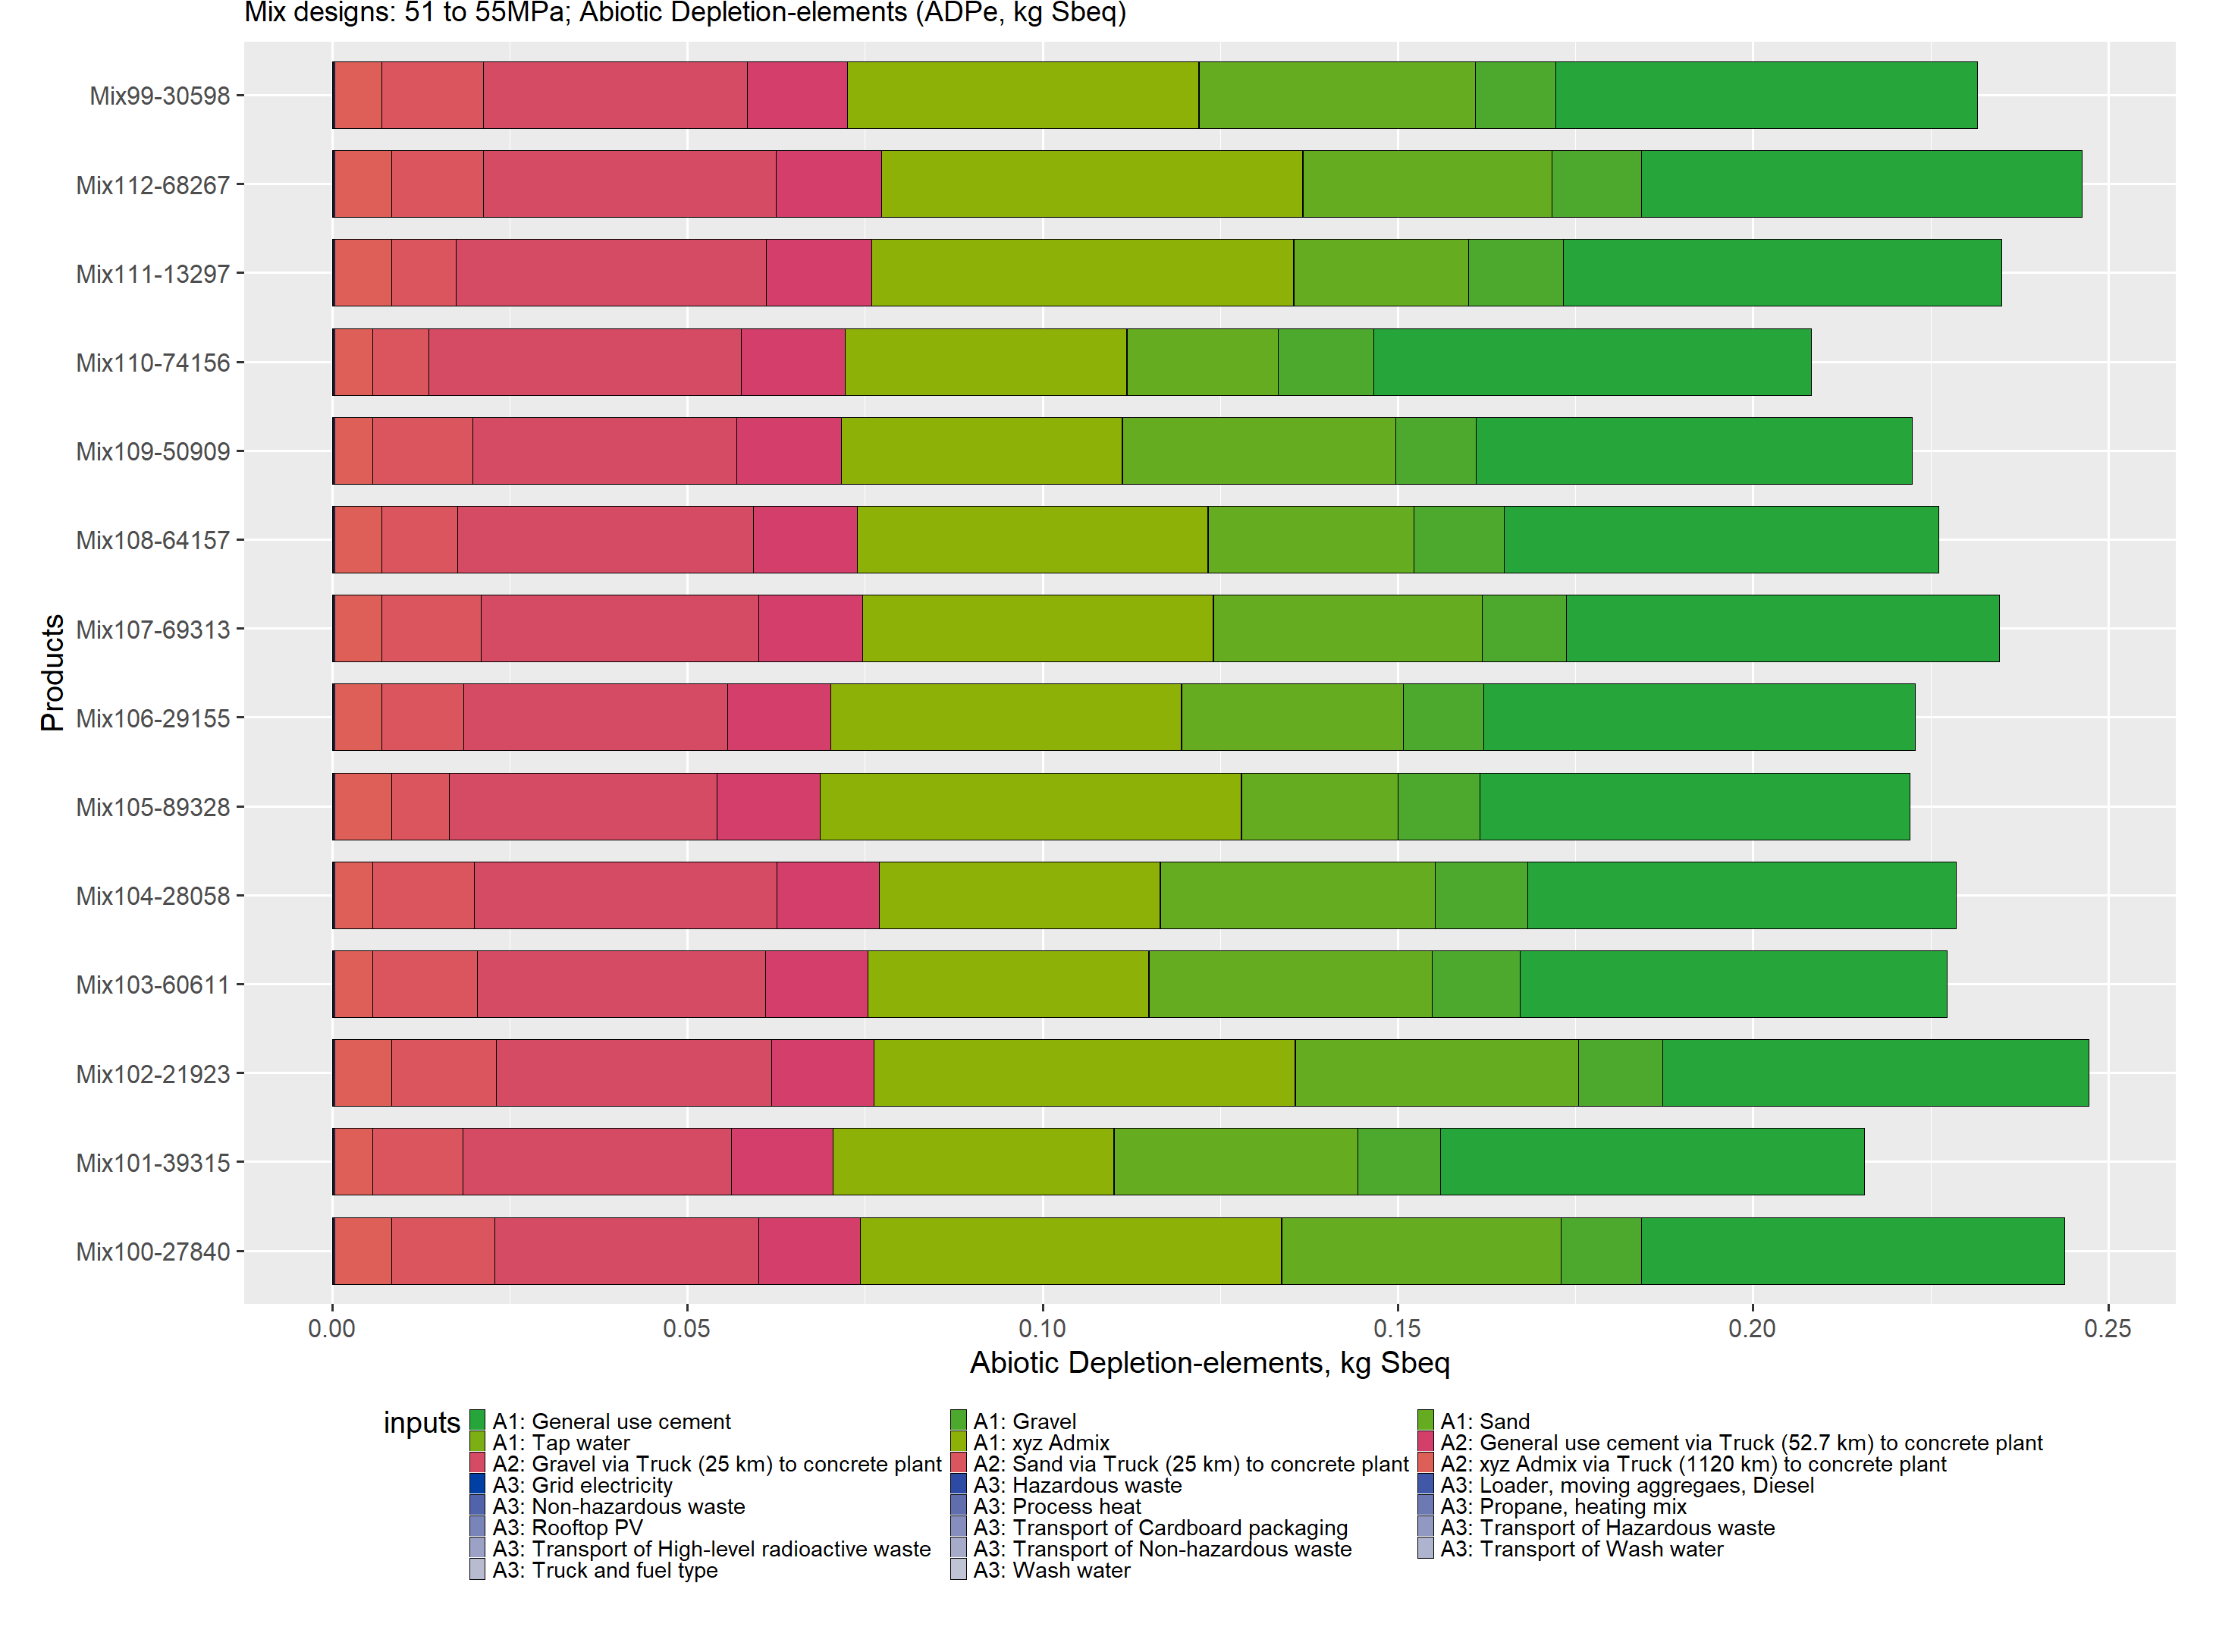 Mix designs: 51 to 55MPa; Abiotic Depletion-elements (ADPe, kg Sbeq)
Products
Mix99-30598
Mix112-68267
Mix111-13297
Mix110-74156
Mix109-50909
Mix108-64157
Mix107-69313
Mix106-29155
Mix105-89328
Mix104-28058
Mix103-60611
Mix102-21923
Mix101-39315
Mix100-27840
0.00 0.05 0.10 0.15 0.20 0.25
Abiotic Depletion-elements, kg Sbeq
inputs
A1: General use cement A1: Gravel A1: Sand
A1: Tap water A1: xyz Admix A2: General use cement via Truck (52.7 km) to concrete plant
A2: Gravel via Truck (25 km) to concrete plant A2: Sand via Truck (25 km) to concrete plant A2: xyz Admix via Truck (1120 km) to concrete plant
A3: Grid electricity A3: Hazardous waste A3: Loader, moving aggregaes, Diesel
A3: Non-hazardous waste A3: Process heat A3: Propane, heating mix
A3: Rooftop PV A3: Transport of Cardboard packaging A3: Transport of Hazardous waste
A3: Transport of High-level radioactive waste A3: Transport of Non-hazardous waste A3: Transport of Wash water
A3: Truck and fuel type A3: Wash water